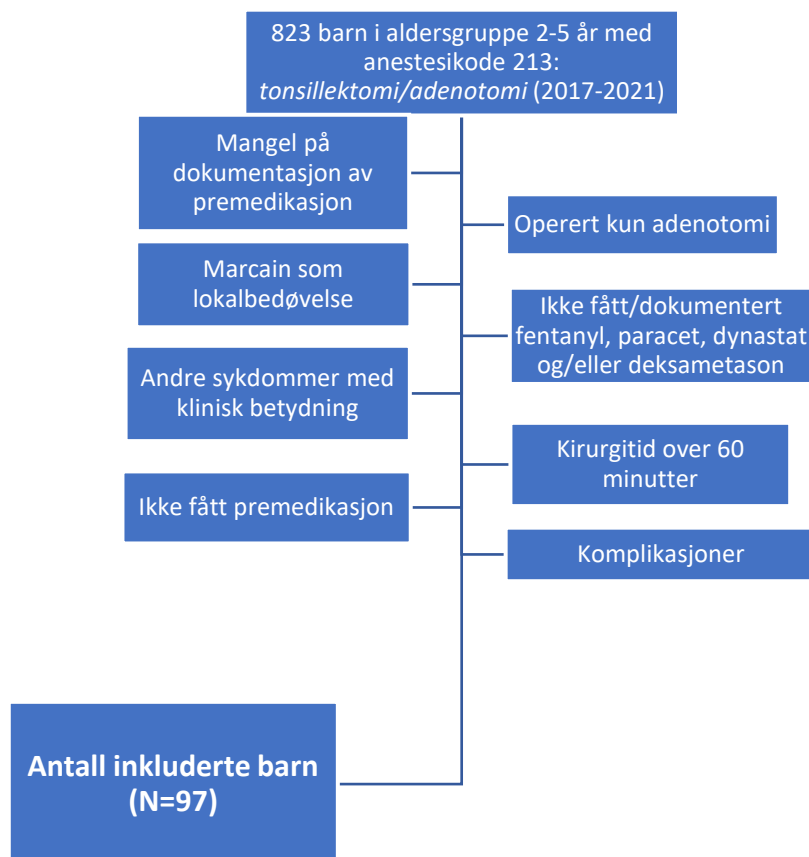 823 barn i aldersgruppe 2-5 år med
anestesikode 213:
tonsillektomi/adenotomi (2017-2021)
Mangel på
dokumentasjon av
premedikasjon
Operert kun adenotomi
Marcain som
lokalbedøvelse
Ikke fått/dokumentert
fentanyl, paracet, dynastat
og/eller deksametason
Andre sykdommer med
klinisk betydning
Kirurgitid over 60
minutter
Ikke fått premedikasjon
Komplikasjoner
Antall inkluderte barn
(N=97)